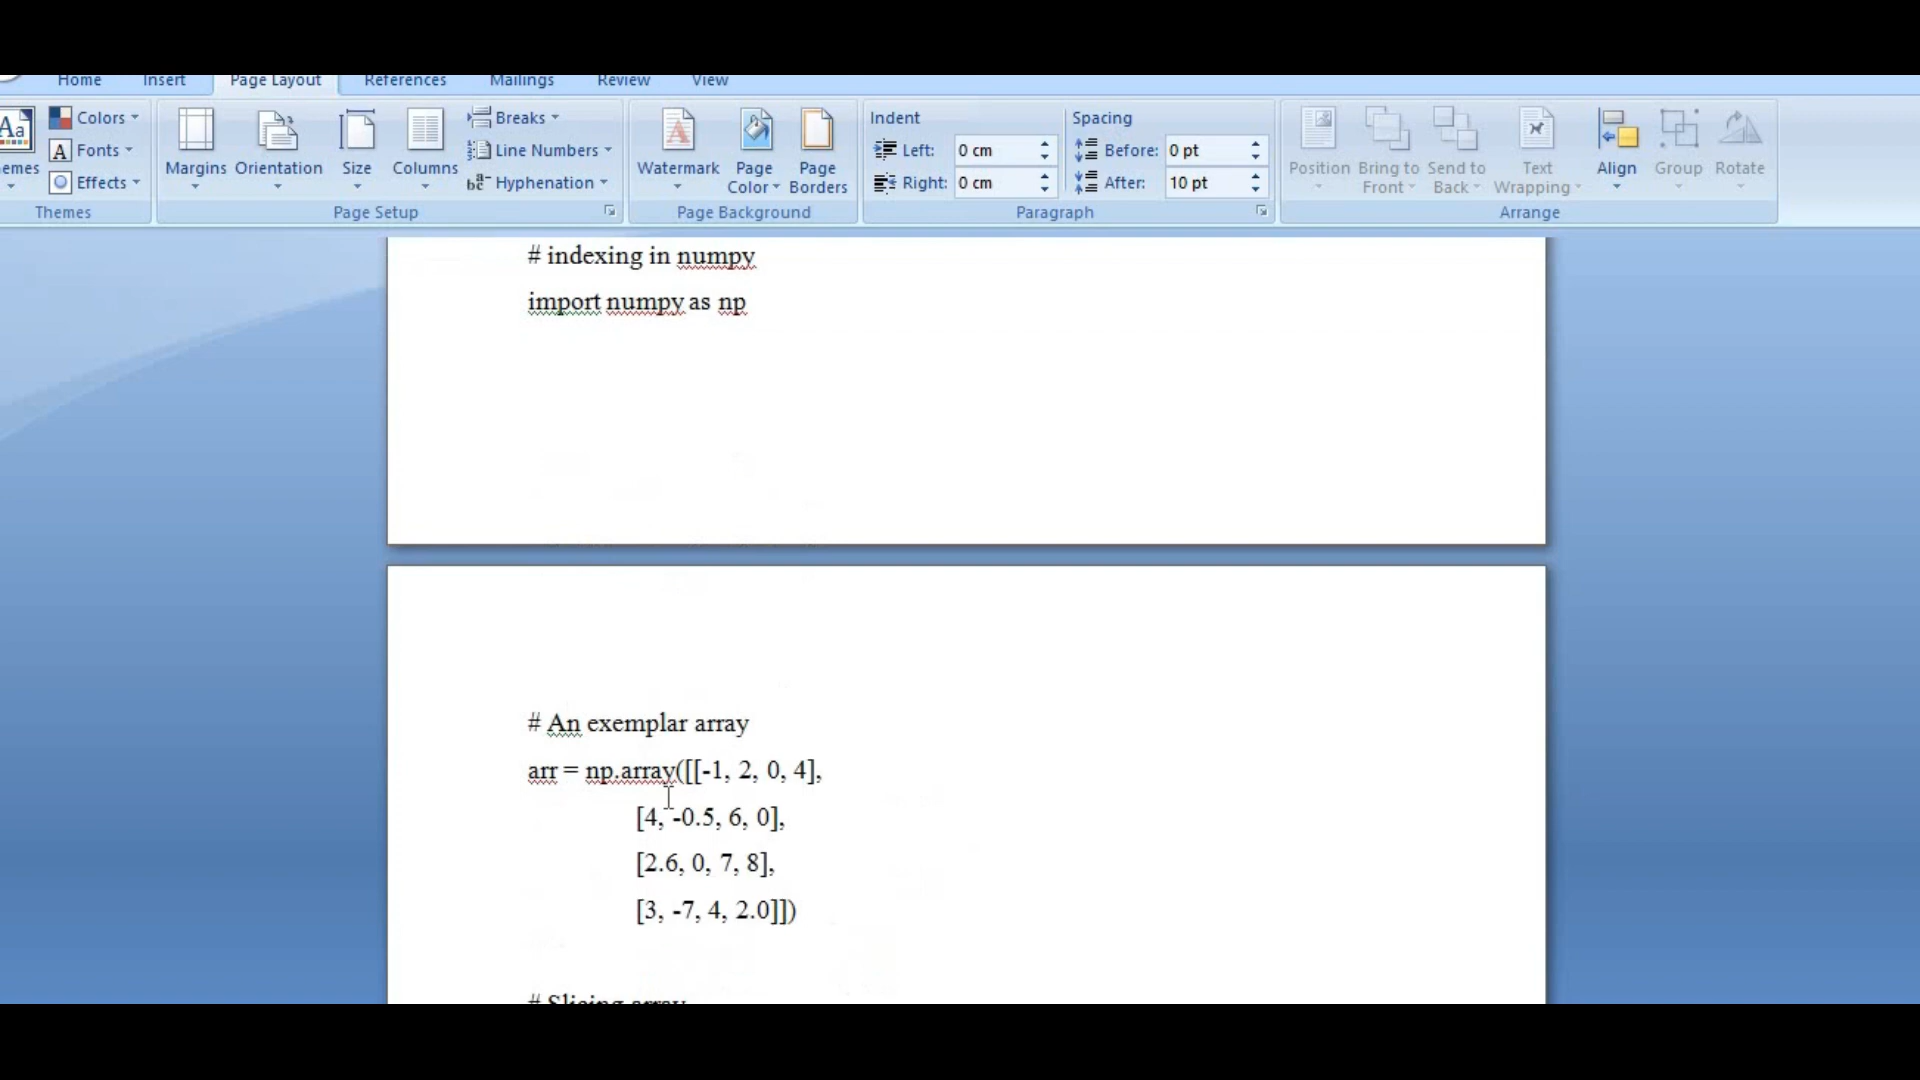 Home Insert Page Layout References Mailings Review View
Colors
Fonts
Effects
Themes
Margins Orientation Size Columns
Breaks
Line Numbers
Hyphenation
Page Setup
Watermark Page Color Page Borders
Page Background
Indent
Left: 0 cm
Right: 0 cm
Spacing
Before: 0 pt
After: 10 pt
Paragraph
Position Bring to Front Send to Back Text Wrapping Align Group Rotate
Arrange
# indexing in numpy
import numpy as np
# An exemplar array
arr = np.array([[-1, 2, 0, 4],
[4, -0.5, 6, 0],
[2.6, 0, 7, 8],
[3, -7, 4, 2.0]])
# Slicing array